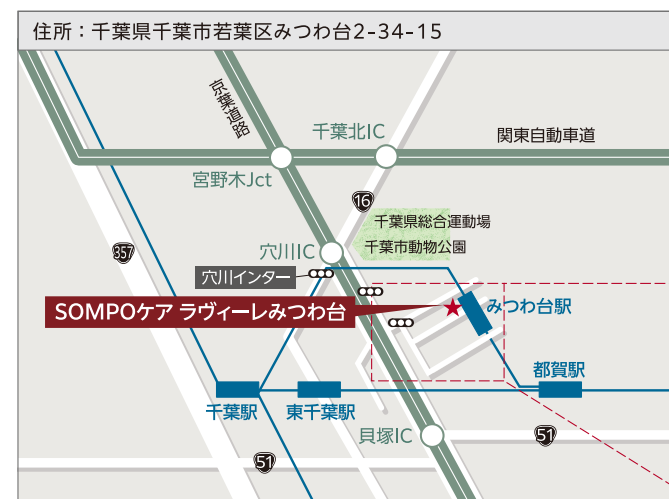 住所：千葉県千葉市若葉区みつわ台2-34-15
京葉道路
千葉北IC
関東自動車道
宮野木Jct
16
千葉県総合運動場
千葉市動物公園
357
穴川IC
穴川インター
SOMPOケア ラヴィーレみつわ台
みつわ台駅
都賀駅
千葉駅
東千葉駅
貝塚IC
51
51